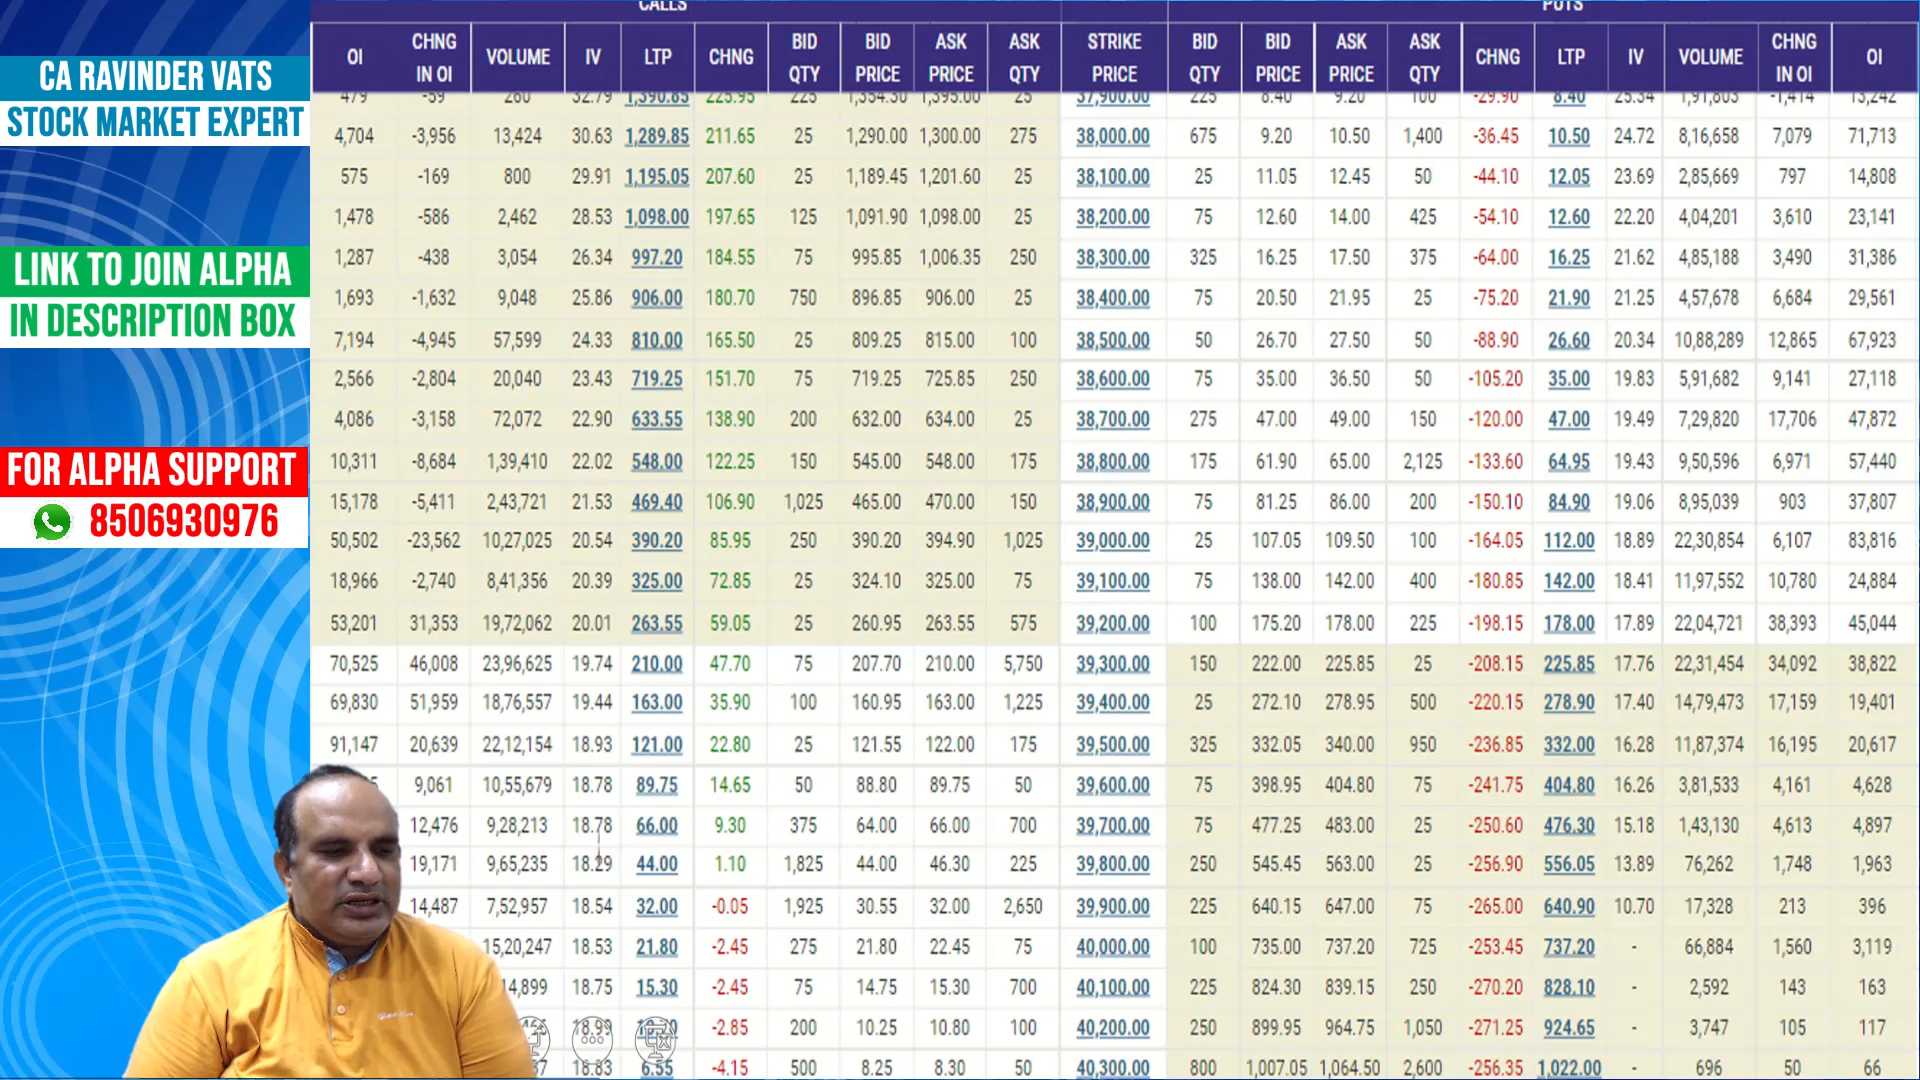 CALLS PUTS
OI CHNG IN OI VOLUME IV LTP CHNG BID QTY BID PRICE ASK PRICE ASK QTY STRIKE PRICE BID QTY BID PRICE ASK PRICE ASK QTY CHNG LTP IV VOLUME CHNG IN OI OI
479 -59 260 32.79 1,390.85 225.95 225 1,354.30 1,395.00 25 37,900.00 225 8.40 9.20 100 -29.90 8.40 25.34 1,91,803 -1,414 13,242
4,704 -3,956 13,424 30.63 1,289.85 211.65 25 1,290.00 1,300.00 275 38,000.00 675 9.20 10.50 1,400 -36.45 10.50 24.72 8,16,658 7,079 71,713
575 -169 800 29.91 1,195.05 207.60 25 1,189.45 1,201.60 25 38,100.00 25 11.05 12.45 50 -44.10 12.05 23.69 2,85,669 797 14,808
1,478 -586 2,462 28.53 1,098.00 197.65 125 1,091.90 1,098.00 25 38,200.00 75 12.60 14.00 425 -54.10 12.60 22.20 4,04,201 3,610 23,141
1,287 -438 3,054 26.34 997.20 184.55 75 995.85 1,006.35 250 38,300.00 325 16.25 17.50 375 -64.00 16.25 21.62 4,85,188 3,490 31,386
1,693 -1,632 9,048 25.86 906.00 180.70 750 896.85 906.00 25 38,400.00 75 20.50 21.95 25 -75.20 21.90 21.25 4,57,678 6,684 29,561
7,194 -4,945 57,599 24.33 810.00 165.50 25 809.25 815.00 100 38,500.00 50 26.70 27.50 50 -88.90 26.60 20.34 10,88,289 12,865 67,923
2,566 -2,804 20,040 23.43 719.25 151.70 75 719.25 725.85 250 38,600.00 75 35.00 36.50 50 -105.20 35.00 19.83 5,91,682 9,141 27,118
4,086 -3,158 72,072 22.90 633.55 138.90 200 632.00 634.00 25 38,700.00 275 47.00 49.00 150 -120.00 47.00 19.49 7,29,820 17,706 47,872
10,311 -8,684 1,39,410 22.02 548.00 122.25 150 545.00 548.00 175 38,800.00 175 61.90 65.00 2,125 -133.60 64.95 19.43 9,50,596 6,971 57,440
15,178 -5,411 2,43,721 21.53 469.40 106.90 1,025 465.00 470.00 150 38,900.00 75 81.25 86.00 200 -150.10 84.90 19.06 8,95,039 903 37,807
50,502 -23,562 10,27,025 20.54 390.20 85.95 250 390.20 394.90 1,025 39,000.00 25 107.05 109.50 100 -164.05 112.00 18.89 22,30,854 6,107 83,816
18,966 -2,740 8,41,356 20.39 325.00 72.85 25 324.10 325.00 75 39,100.00 75 138.00 142.00 400 -180.85 142.00 18.41 11,97,552 10,780 24,884
53,201 31,353 19,72,062 20.01 263.55 59.05 25 260.95 263.55 575 39,200.00 100 175.20 178.00 225 -198.15 178.00 17.89 22,04,721 38,393 45,044
70,525 46,008 23,96,625 19.74 210.00 47.70 75 207.70 210.00 5,750 39,300.00 150 222.00 225.85 25 -208.15 225.85 17.76 22,31,454 34,092 38,822
69,830 51,959 18,76,557 19.44 163.00 35.90 100 160.95 163.00 1,225 39,400.00 25 272.10 278.95 500 -220.15 278.90 17.40 14,79,473 17,159 19,401
91,147 20,639 22,12,154 18.93 121.00 22.80 25 121.55 122.00 175 39,500.00 325 332.05 340.00 950 -236.85 332.00 16.28 11,87,374 16,195 20,617
9,061 10,55,679 18.78 89.75 14.65 50 88.80 89.75 50 39,600.00 75 398.95 404.80 75 -241.75 404.80 16.26 3,81,533 4,161 4,628
12,476 9,28,213 18.78 66.00 9.30 375 64.00 66.00 700 39,700.00 75 477.25 483.00 25 -250.60 476.30 15.18 1,43,130 4,613 4,897
19,171 9,65,235 18.29 44.00 1.10 1,825 44.00 46.30 225 39,800.00 250 545.45 563.00 25 -256.90 556.05 13.89 76,262 1,748 1,963
14,487 7,52,957 18.54 32.00 -0.05 1,925 30.55 32.00 2,650 39,900.00 225 640.15 647.00 75 -265.00 640.90 10.70 17,328 213 396
15,20,247 18.53 21.80 -2.45 275 21.80 22.45 75 40,000.00 100 735.00 737.20 725 -253.45 737.20 - 66,884 1,560 3,119
14,899 18.75 15.30 -2.45 75 14.75 15.30 700 40,100.00 225 824.30 839.15 250 -270.20 828.10 - 2,592 143 163
18.99 -2.85 200 10.25 10.80 100 40,200.00 250 899.95 964.75 1,050 -271.25 924.65 - 3,747 105 117
18.83 6.55 -4.15 500 8.25 8.30 50 40,300.00 800 1,007.05 1,064.50 2,600 -256.35 1,022.00 - 696 50 66
CA RAVINDER VATS
STOCK MARKET EXPERT
LINK TO JOIN ALPHA
IN DESCRIPTION BOX
FOR ALPHA SUPPORT
8506930976